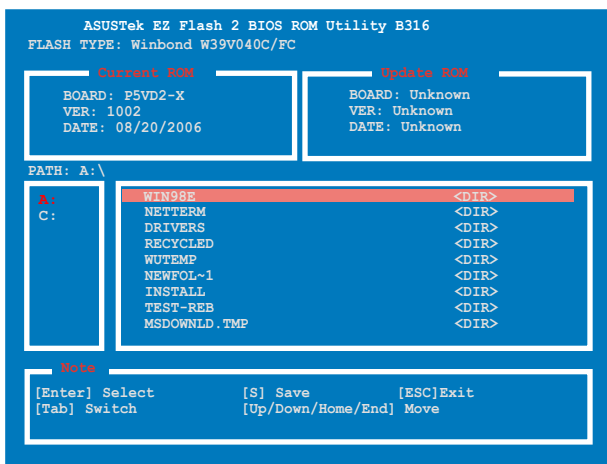 ASUSTek EZ Flash 2 BIOS ROM Utility B316
FLASH TYPE: Winbond W39V040C/FC
Current ROM
BOARD: P5VD2-X
VER: 1002
DATE: 08/20/2006
Update ROM
BOARD: Unknown
VER: Unknown
DATE: Unknown
PATH: A:\
A:
C:
WIN98E <DIR>
NETTERM <DIR>
DRIVERS <DIR>
RECYCLED <DIR>
WUTEMP <DIR>
NEWFOL~1 <DIR>
INSTALL <DIR>
TEST-REB <DIR>
MSDOWNLD.TMP <DIR>
Note
[Enter] Select [S] Save [ESC]Exit
[Tab] Switch [Up/Down/Home/End] Move